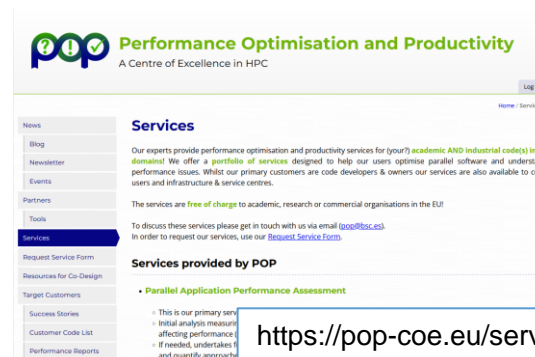 Performance Optimisation and Productivity
A Centre of Excellence in HPC
Log
Home / Servic
News
Blog
Newsletter
Events
Partners
Tools
Services
Request Service Form
Resources for Co-Design
Target Customers
Success Stories
Customer Code List
Performance Reports
Services
Our experts provide performance optimisation and productivity services for (your?) academic AND industrial code(s) in
domains! We offer a portfolio of services designed to help our users optimise parallel software and understa
performance issues. Whilst our primary customers are code developers & owners our services are also available to c
users and infrastructure & service centres.
The services are free of charge to academic, research or commercial organisations in the EU!
To discuss these services please get in touch with us via email (pop@bsc.es).
In order to request our services, use our Request Service Form.
Services provided by POP
• Parallel Application Performance Assessment
This is our primary serv
Initial analysis measurin
affecting performance (
If needed, undertakes f
and quantify approache
https://pop-coe.eu/serv